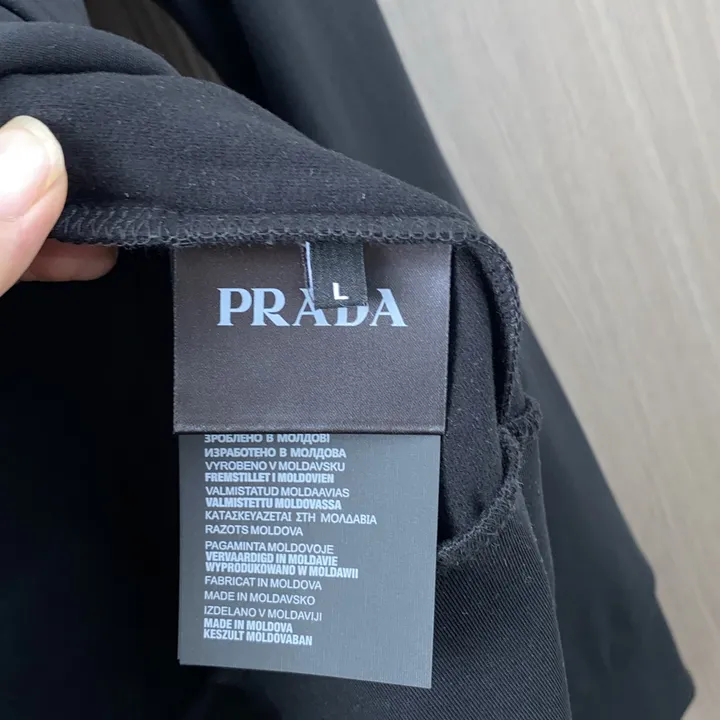 L
PRADA
ЗРОБЛЕНО В МОЛДОВІ
ИЗРАБОТЕНО В МОЛДОВА
VYROBENO V MOLDAVSKU
FREMSTILLET I MOLDOVIEN
VALMISTATUD MOLDAAVIAS
VALMISTETTU MOLDOVASSA
ΚΑΤΑΣΚΕΥΑΖΕΤΑΙ ΣΤΗ ΜΟΛΔΑΒΙΑ
RAZOTS MOLDOVA
PAGAMINTA MOLDOVOJE
VERVAARDIGD IN MOLDAVIE
WYPRODUKOWANO W MOLDAWII
FABRICAT IN MOLDOVA
MADE IN MOLDAVSKO
IZDELANO V MOLDAVIJI
MADE IN MOLDOVA
KESZULT MOLDOVABAN